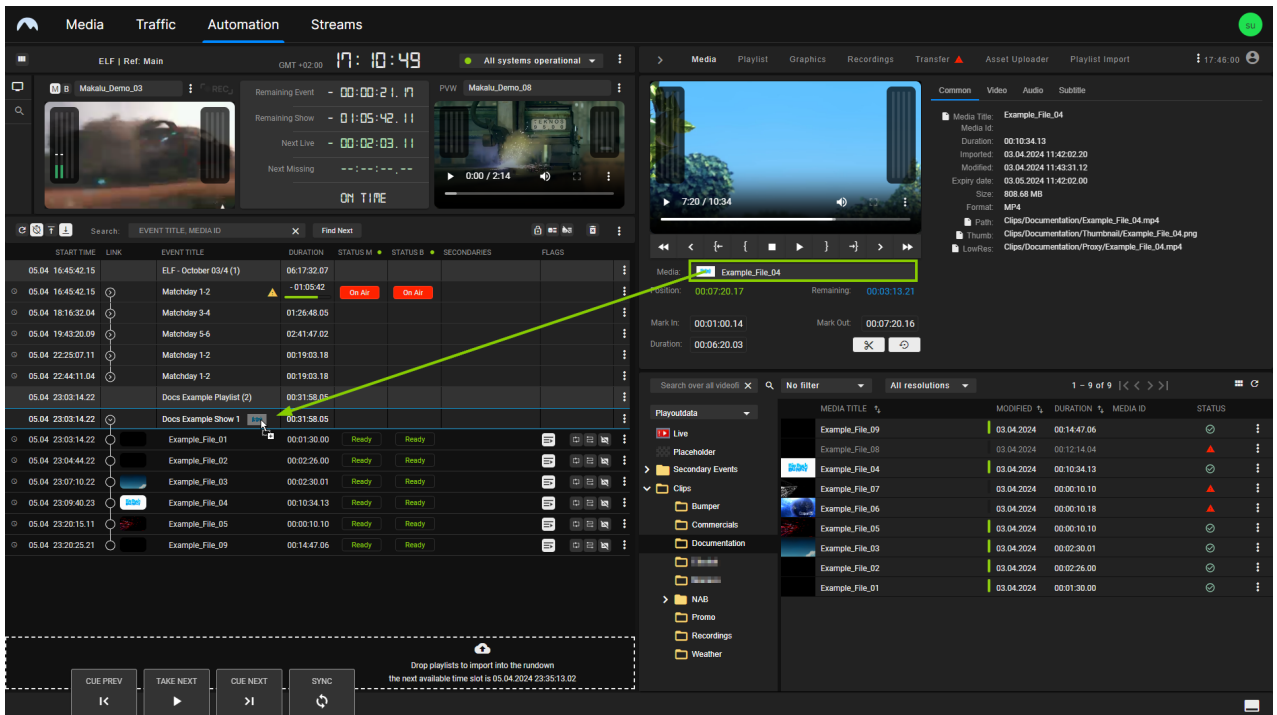 Media Traffic Automation Streams su
ELF | Ref: Main GMT +02:00 17:10:49 All systems operational
M B Makalu_Demo_03 REC
Remaining Event - 00:00:21.17
Remaining Show - 01:05:42.11
Next Live - 00:02:03.11
Next Missing --:--:--.--
ON TIME
PVW Makalu_Demo_08
0:00 / 2:14
Search: EVENT TITLE, MEDIA ID Find Next
START TIME LINK EVENT TITLE DURATION STATUS M STATUS B SECONDARIES FLAGS
05.04 16:45:42.15 ELF - October 03/4 (1) 06:17:32.07
05.04 16:45:42.15 Matchday 1-2 - 01:05:42 On Air On Air
05.04 18:16:32.04 Matchday 3-4 01:26:48.05
05.04 19:43:20.09 Matchday 5-6 02:41:47.02
05.04 22:25:07.11 Matchday 1-2 00:19:03.18
05.04 22:44:11.04 Matchday 1-2 00:19:03.18
05.04 23:03:14.22 Docs Example Playlist (2) 00:31:58.05
05.04 23:03:14.22 Docs Example Show 1 00:31:58.05
05.04 23:03:14.22 Example_File_01 00:01:30.00 Ready Ready
05.04 23:04:44.22 Example_File_02 00:02:26.00 Ready Ready
05.04 23:07:10.22 Example_File_03 00:02:30.01 Ready Ready
05.04 23:09:40.23 Example_File_04 00:10:34.13 Ready Ready
05.04 23:20:15.11 Example_File_05 00:00:10.10 Ready Ready
05.04 23:20:25.21 Example_File_09 00:14:47.06 Ready Ready
Drop playlists to import into the rundown
the next available time slot is 05.04.2024 23:35:13.02
CUE PREV TAKE NEXT CUE NEXT SYNC
Media Playlist Graphics Recordings Transfer Asset Uploader Playlist Import 17:46:00
7:20 / 10:34
Media: Example_File_04
Position: 00:07:20.17 Remaining: 00:03:13.21
Mark In: 00:01:00.14 Mark Out: 00:07:20.16
Duration: 00:06:20.03
Common Video Audio Subtitle
Media Title: Example_File_04
Media Id:
Duration: 00:10:34.13
Imported: 03.04.2024 11:42:02.20
Modified: 03.04.2024 11:43:31.12
Expiry date: 03.05.2024 11:42:02.00
Size: 808.68 MB
Format: MP4
Path: Clips/Documentation/Example_File_04.mp4
Thumb: Clips/Documentation/Thumbnail/Example_File_04.png
LowRes: Clips/Documentation/Proxy/Example_File_04.mp4
Search over all videofi No filter All resolutions 1 – 9 of 9
Playoutdata
Live
Placeholder
Secondary Events
Clips
Bumper
Commercials
Documentation
NAB
Promo
Recordings
Weather
MEDIA TITLE MODIFIED DURATION MEDIA ID STATUS
Example_File_09 03.04.2024 00:14:47.06
Example_File_08 03.04.2024 00:12:14.04
Example_File_04 03.04.2024 00:10:34.13
Example_File_07 03.04.2024 00:00:10.10
Example_File_06 03.04.2024 00:00:10.18
Example_File_05 03.04.2024 00:00:10.10
Example_File_03 03.04.2024 00:02:30.01
Example_File_02 03.04.2024 00:02:26.00
Example_File_01 03.04.2024 00:01:30.00